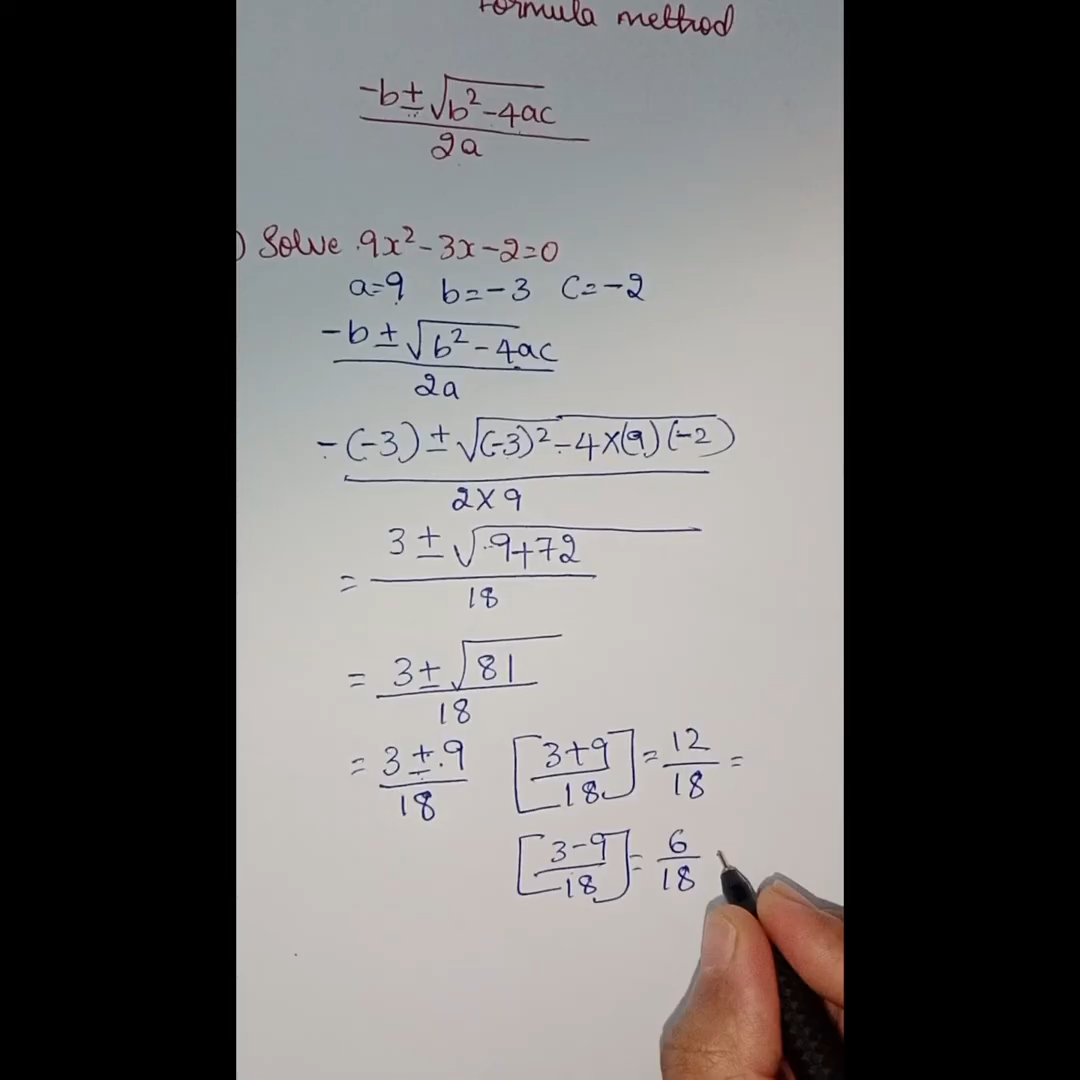 Formula method
-b±√b²-4ac
2a
) Solve 9x²-3x-2=0
a=9 b=-3 c=-2
-b±√b²-4ac
2a
-(-3)±√(-3)²-4×(9)(-2)
2×9
3±√9+72
=
18
= 3±√81
18
= 3±9 [3+9] = 12 =
18 18 18
[3-9] = 6
18 18